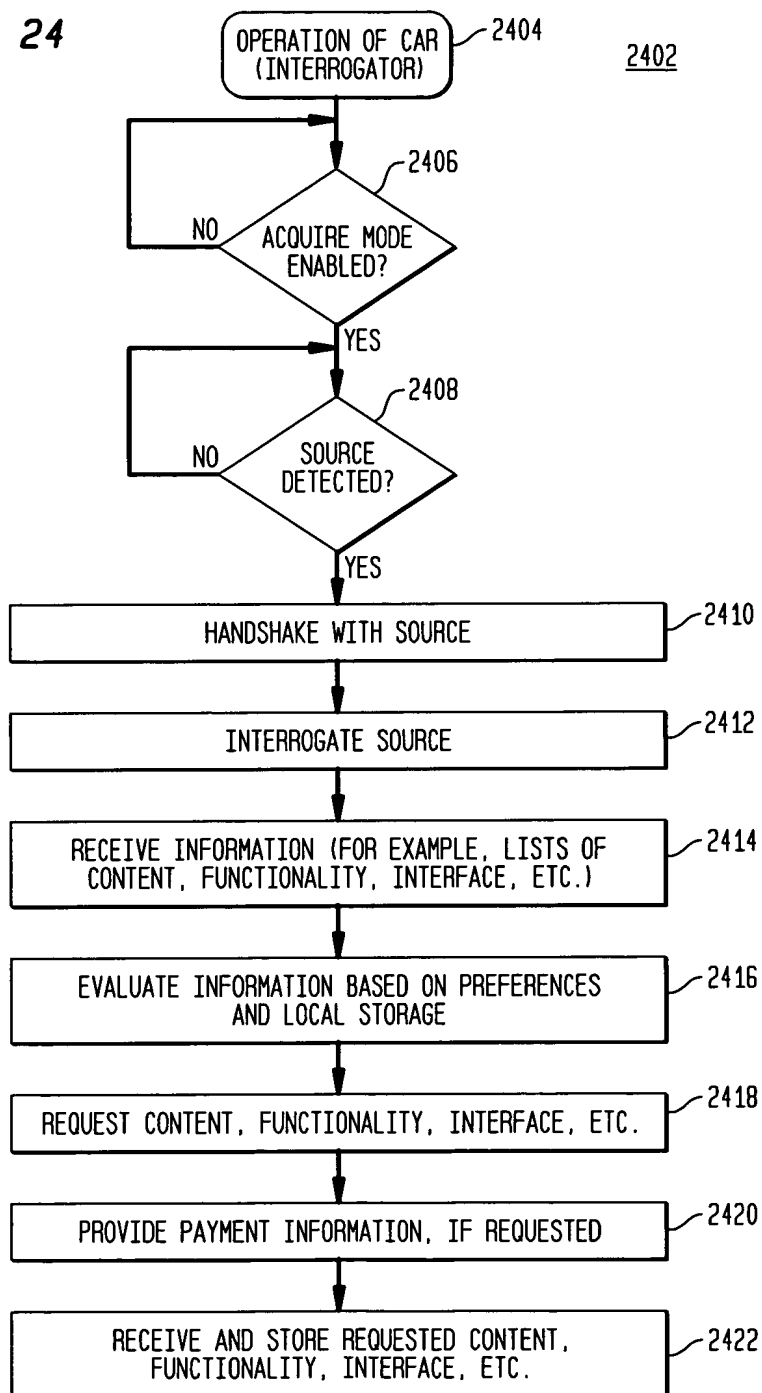 24
OPERATION OF CAR
(INTERROGATOR)
2404
2402
2406
NO
ACQUIRE MODE
ENABLED?
YES
2408
NO
SOURCE
DETECTED?
YES
HANDSHAKE WITH SOURCE
2410
INTERROGATE SOURCE
2412
RECEIVE INFORMATION (FOR EXAMPLE, LISTS OF
CONTENT, FUNCTIONALITY, INTERFACE, ETC.)
2414
EVALUATE INFORMATION BASED ON PREFERENCES
AND LOCAL STORAGE
2416
REQUEST CONTENT, FUNCTIONALITY, INTERFACE, ETC.
2418
PROVIDE PAYMENT INFORMATION, IF REQUESTED
2420
RECEIVE AND STORE REQUESTED CONTENT,
FUNCTIONALITY, INTERFACE, ETC.
2422